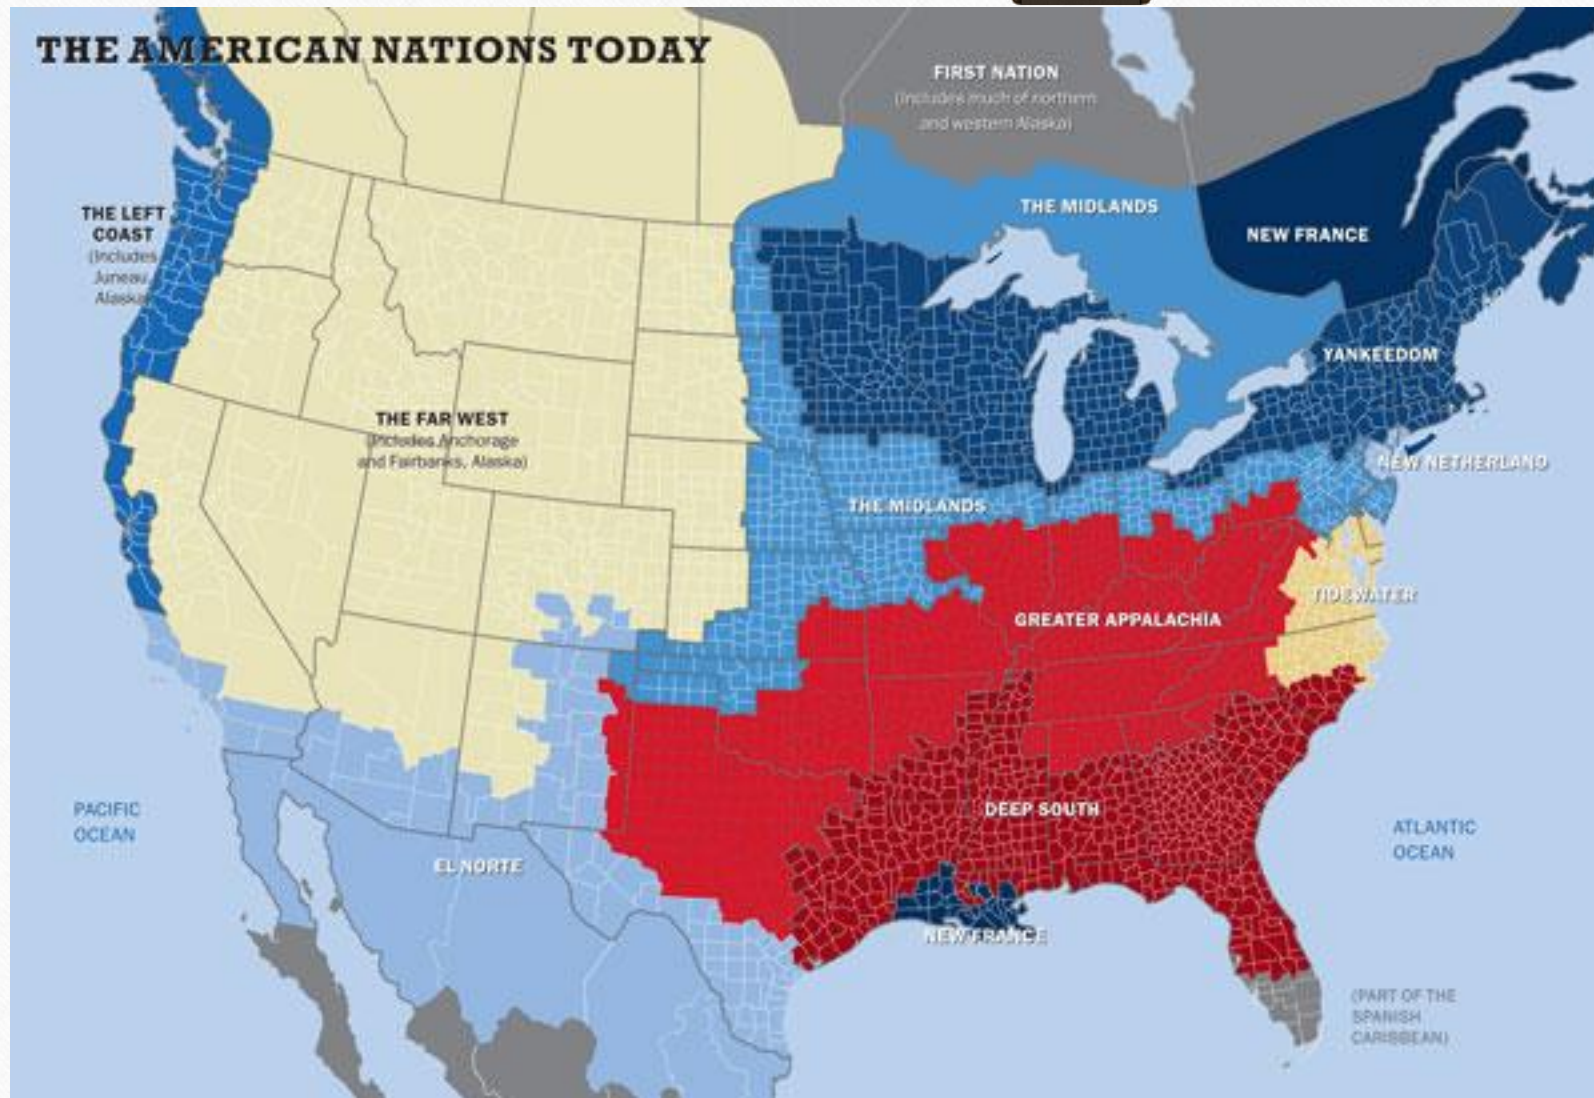 THE AMERICAN NATIONS TODAY
FIRST NATION
(Includes much of northern
and western Alaska)
THE MIDLANDS
THE LEFT
COAST
(Includes
Juneau,
Alaska)
NEW FRANCE
YANKEEDOM
THE FAR WEST
(Includes Anchorage
and Fairbanks, Alaska)
NEW NETHERLAND
THE MIDLANDS
TIDEWATER
GREATER APPALACHIA
PACIFIC
OCEAN
DEEP SOUTH
ATLANTIC
OCEAN
EL NORTE
NEW FRANCE
(PART OF THE
SPANISH
CARIBBEAN)